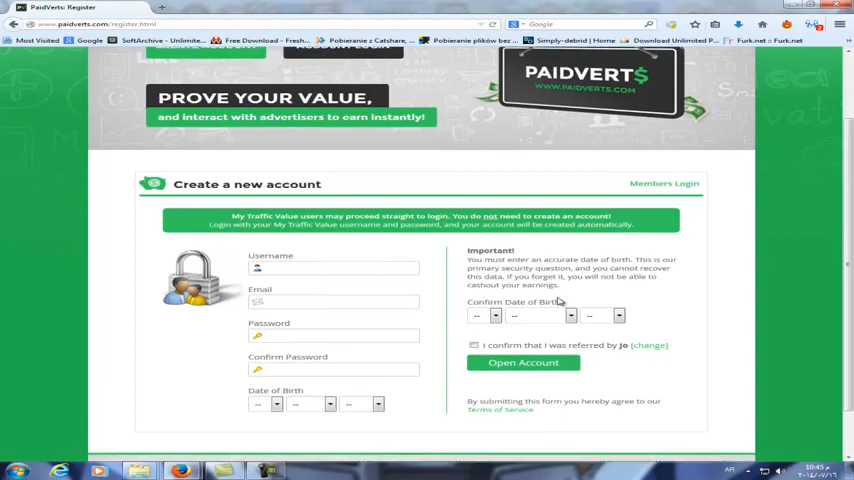 PaidVerts: Register
www.paidverts.com/register.html
Google
Most Visited
Google
SoftArchive - Unlimite...
Free Download - Fresh...
Pobieranie z Catshare, ...
Pobieranie plików bez ...
Simply-debrid | Home
Download Unlimited P...
Furk.net @ Furk.net
PAIDVERT$
WWW.PAIDVERTS.COM
PROVE YOUR VALUE,
and interact with advertisers to earn instantly!
Create a new account
Members Login
My Traffic Value users may proceed straight to login. You do not need to create an account!
Login with your My Traffic Value username and password, and your account will be created automatically.
Username
Email
Password
Confirm Password
Date of Birth
-- -- --
Important!
You must enter an accurate date of birth. This is our
primary security question, and you cannot recover
this data. If you forget it, you will not be able to
cashout your earnings.
Confirm Date of Birth
-- -- --
I confirm that I was referred by Jo [change]
Open Account
By submitting this form you hereby agree to our
Terms of Service
AR
10:45 م
٢٠١٤/٠٧/١٦